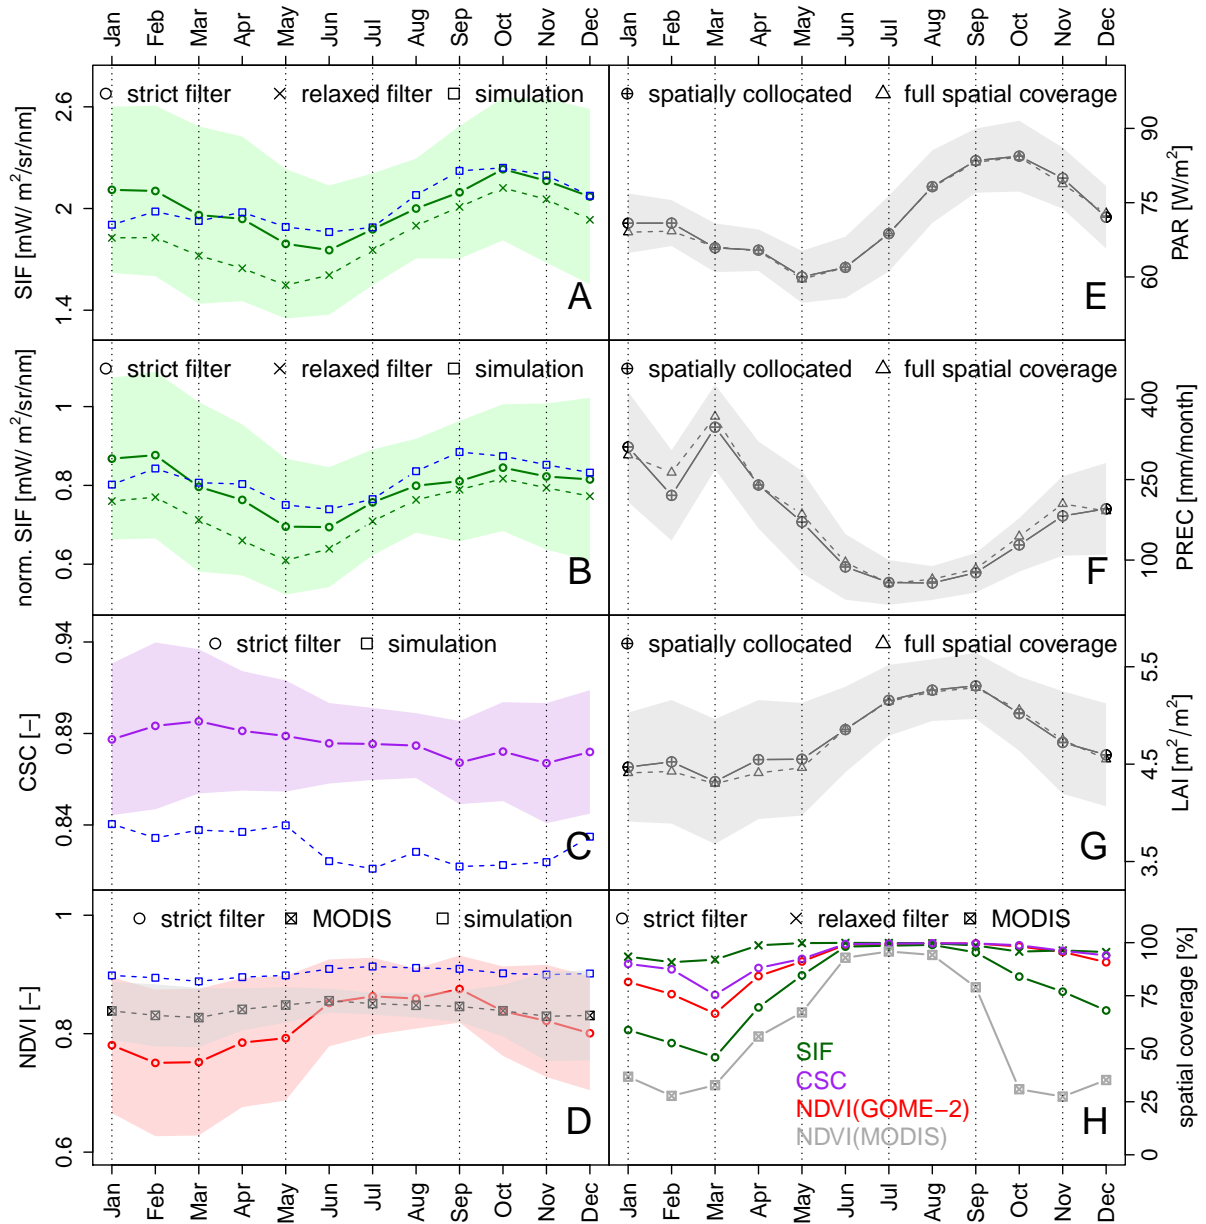 Jan Feb Mar Apr May Jun Jul Aug Sep Oct Nov Dec
Jan Feb Mar Apr May Jun Jul Aug Sep Oct Nov Dec
strict filter relaxed filter simulation
SIF [mW/ m²/sr/nm]
2.6
2
1.4
A
spatially collocated full spatial coverage
PAR [W/m²]
90
75
60
E
strict filter relaxed filter simulation
norm. SIF [mW/ m²/sr/nm]
1
0.8
0.6
B
spatially collocated full spatial coverage
PREC [mm/month]
400
250
100
F
strict filter simulation
CSC [−]
0.94
0.89
0.84
C
spatially collocated full spatial coverage
LAI [m²/m²]
5.5
4.5
3.5
G
strict filter MODIS simulation
NDVI [−]
1
0.8
0.6
D
strict filter relaxed filter MODIS
spatial coverage [%]
100
75
50
25
0
SIF
CSC
NDVI(GOME−2)
NDVI(MODIS)
H
Jan Feb Mar Apr May Jun Jul Aug Sep Oct Nov Dec
Jan Feb Mar Apr May Jun Jul Aug Sep Oct Nov Dec